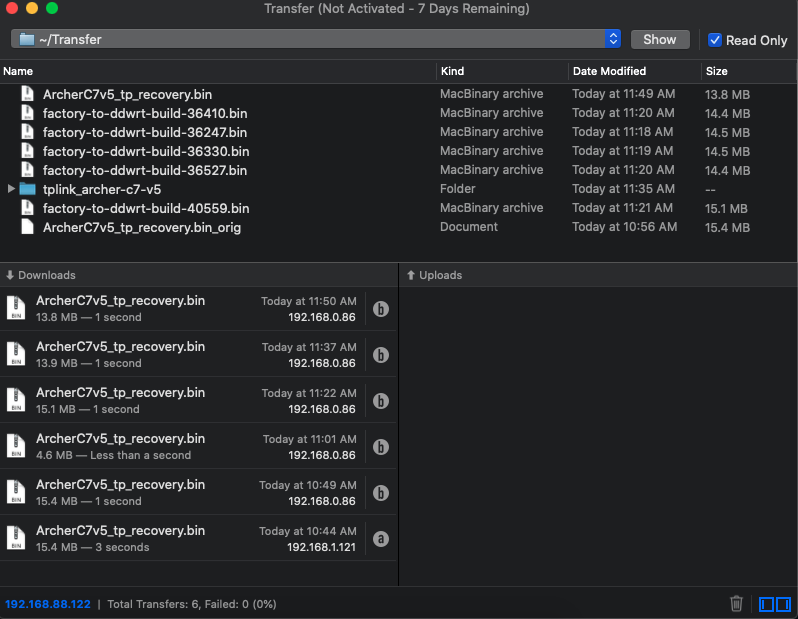 Transfer (Not Activated - 7 Days Remaining)
~/Transfer Show Read Only
Name Kind Date Modified Size
ArcherC7v5_tp_recovery.bin MacBinary archive Today at 11:49 AM 13.8 MB
factory-to-ddwrt-build-36410.bin MacBinary archive Today at 11:20 AM 14.4 MB
factory-to-ddwrt-build-36247.bin MacBinary archive Today at 11:18 AM 14.5 MB
factory-to-ddwrt-build-36330.bin MacBinary archive Today at 11:19 AM 14.5 MB
factory-to-ddwrt-build-36527.bin MacBinary archive Today at 11:20 AM 14.4 MB
tplink_archer-c7-v5 Folder Today at 11:35 AM --
factory-to-ddwrt-build-40559.bin MacBinary archive Today at 11:21 AM 15.1 MB
ArcherC7v5_tp_recovery.bin_orig Document Today at 10:56 AM 15.4 MB
Downloads
ArcherC7v5_tp_recovery.bin Today at 11:50 AM
BIN 13.8 MB — 1 second 192.168.0.86 b
ArcherC7v5_tp_recovery.bin Today at 11:37 AM
BIN 13.9 MB — 1 second 192.168.0.86 b
ArcherC7v5_tp_recovery.bin Today at 11:22 AM
BIN 15.1 MB — 1 second 192.168.0.86 b
ArcherC7v5_tp_recovery.bin Today at 11:01 AM
BIN 4.6 MB — Less than a second 192.168.0.86 b
ArcherC7v5_tp_recovery.bin Today at 10:49 AM
BIN 15.4 MB — 1 second 192.168.0.86 b
ArcherC7v5_tp_recovery.bin Today at 10:44 AM
BIN 15.4 MB — 3 seconds 192.168.1.121 a
Uploads
192.168.88.122 | Total Transfers: 6, Failed: 0 (0%)